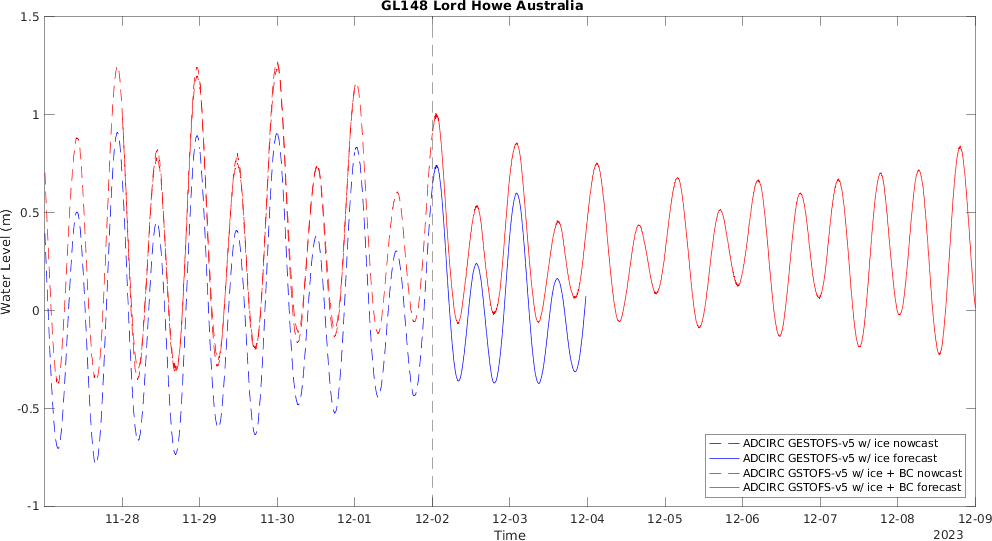 GL148 Lord Howe Australia
1.5
1
0.5
0
-0.5
-1
Water Level (m)
11-28 11-29 11-30 12-01 12-02 12-03 12-04 12-05 12-06 12-07 12-08 12-09
Time
2023
ADCIRC GESTOFS-v5 w/ ice nowcast
ADCIRC GESTOFS-v5 w/ ice forecast
ADCIRC GSTOFS-v5 w/ ice + BC nowcast
ADCIRC GSTOFS-v5 w/ ice + BC forecast